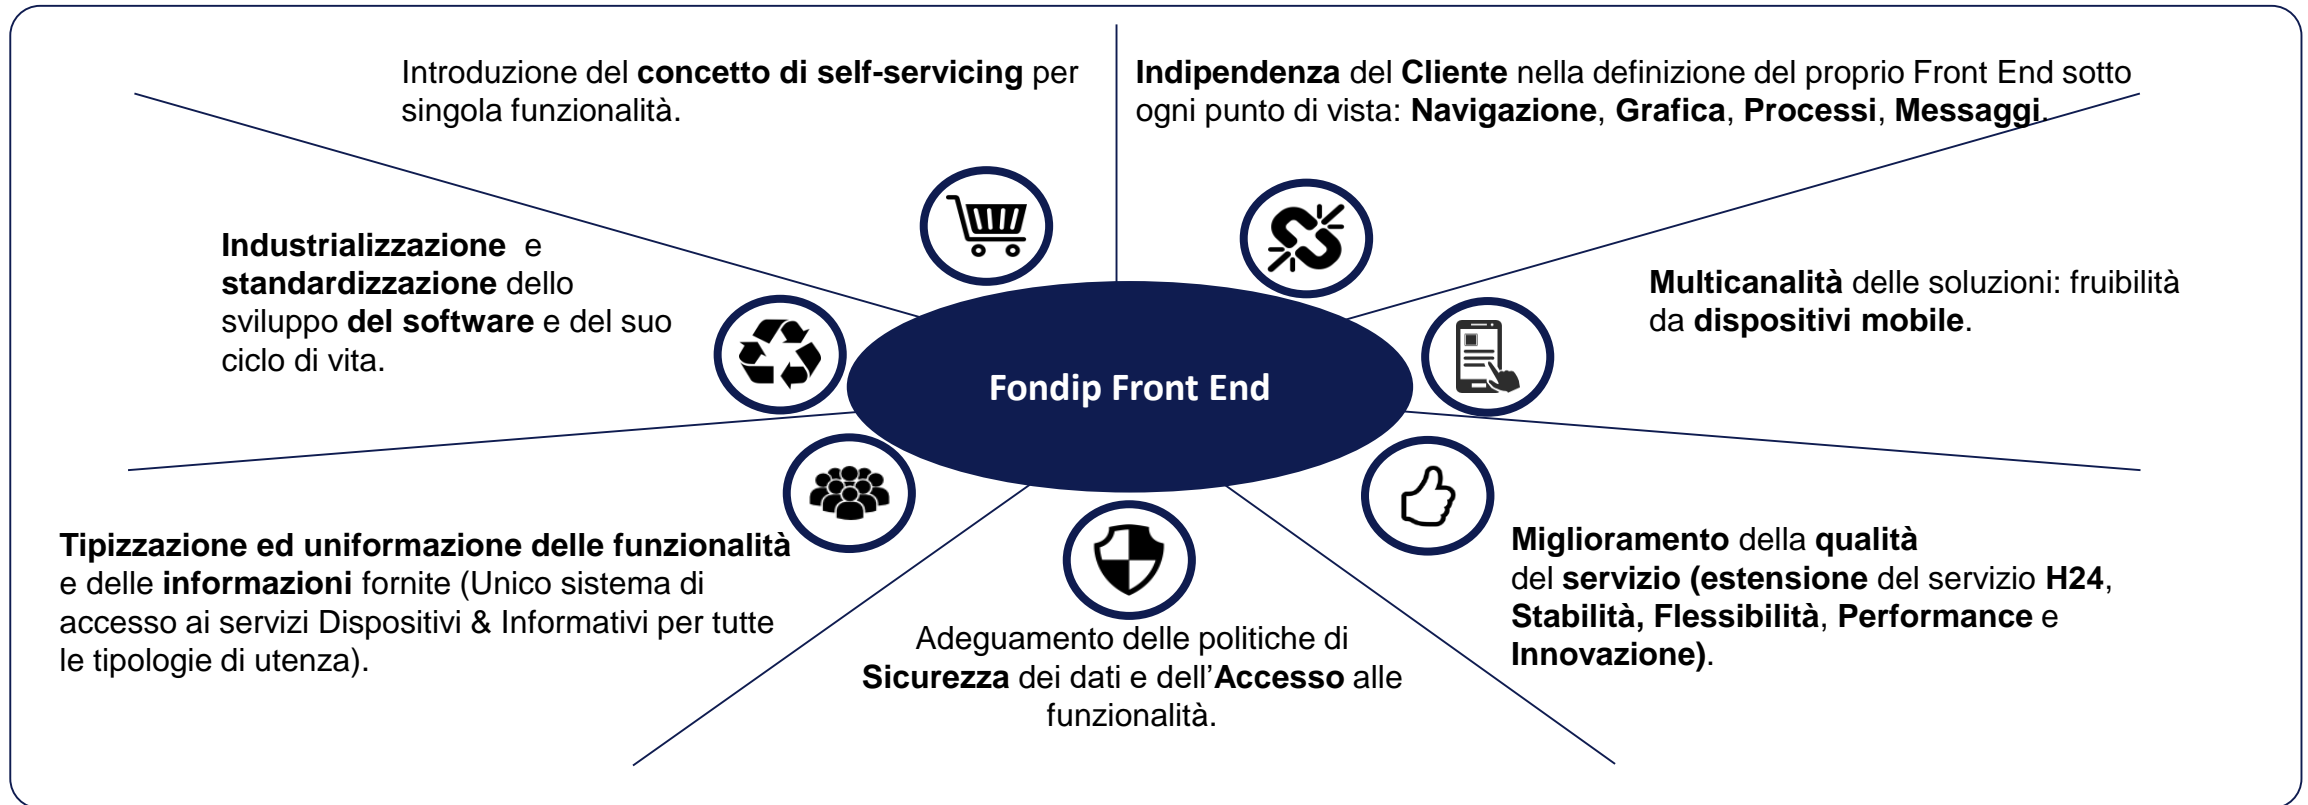 Introduzione del concetto di self-servicing per
singola funzionalità.
Indipendenza del Cliente nella definizione del proprio Front End sotto
ogni punto di vista: Navigazione, Grafica, Processi, Messaggi.
Industrializzazione e
standardizzazione dello
sviluppo del software e del suo
ciclo di vita.
Multicanalità delle soluzioni: fruibilità
da dispositivi mobile.
Fondip Front End
Tipizzazione ed uniformazione delle funzionalità
e delle informazioni fornite (Unico sistema di
accesso ai servizi Dispositivi & Informativi per tutte
le tipologie di utenza).
Adeguamento delle politiche di
Sicurezza dei dati e dell’Accesso alle
funzionalità.
Miglioramento della qualità
del servizio (estensione del servizio H24,
Stabilità, Flessibilità, Performance e
Innovazione).